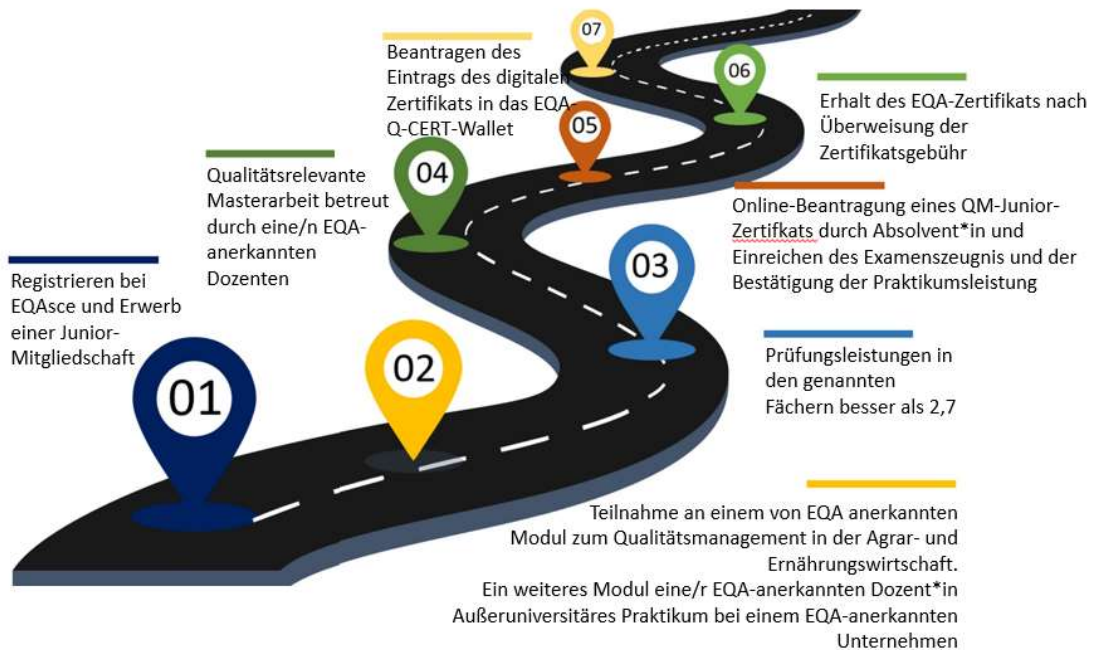 07
Beantragen des
Eintrags des digitalen
Zertifikats in das EQA-
Q-CERT-Wallet
06
Erhalt des EQA-Zertifikats nach
Überweisung der
Zertifikatsgebühr
05
Online-Beantragung eines QM-Junior-
Zertifkats durch Absolvent*in und
Einreichen des Examenszeugnis und der
Bestätigung der Praktikumsleistung
04
Qualitätsrelevante
Masterarbeit betreut
durch eine/n EQA-
anerkannten
Dozenten
03
Prüfungsleistungen in
den genannten
Fächern besser als 2,7
Registrieren bei
EQAsce und Erwerb
einer Junior-
Mitgliedschaft
01
02
Teilnahme an einem von EQA anerkannten
Modul zum Qualitätsmanagement in der Agrar- und
Ernährungswirtschaft.
Ein weiteres Modul eine/r EQA-anerkannten Dozent*in
Außeruniversitäres Praktikum bei einem EQA-anerkannten
Unternehmen